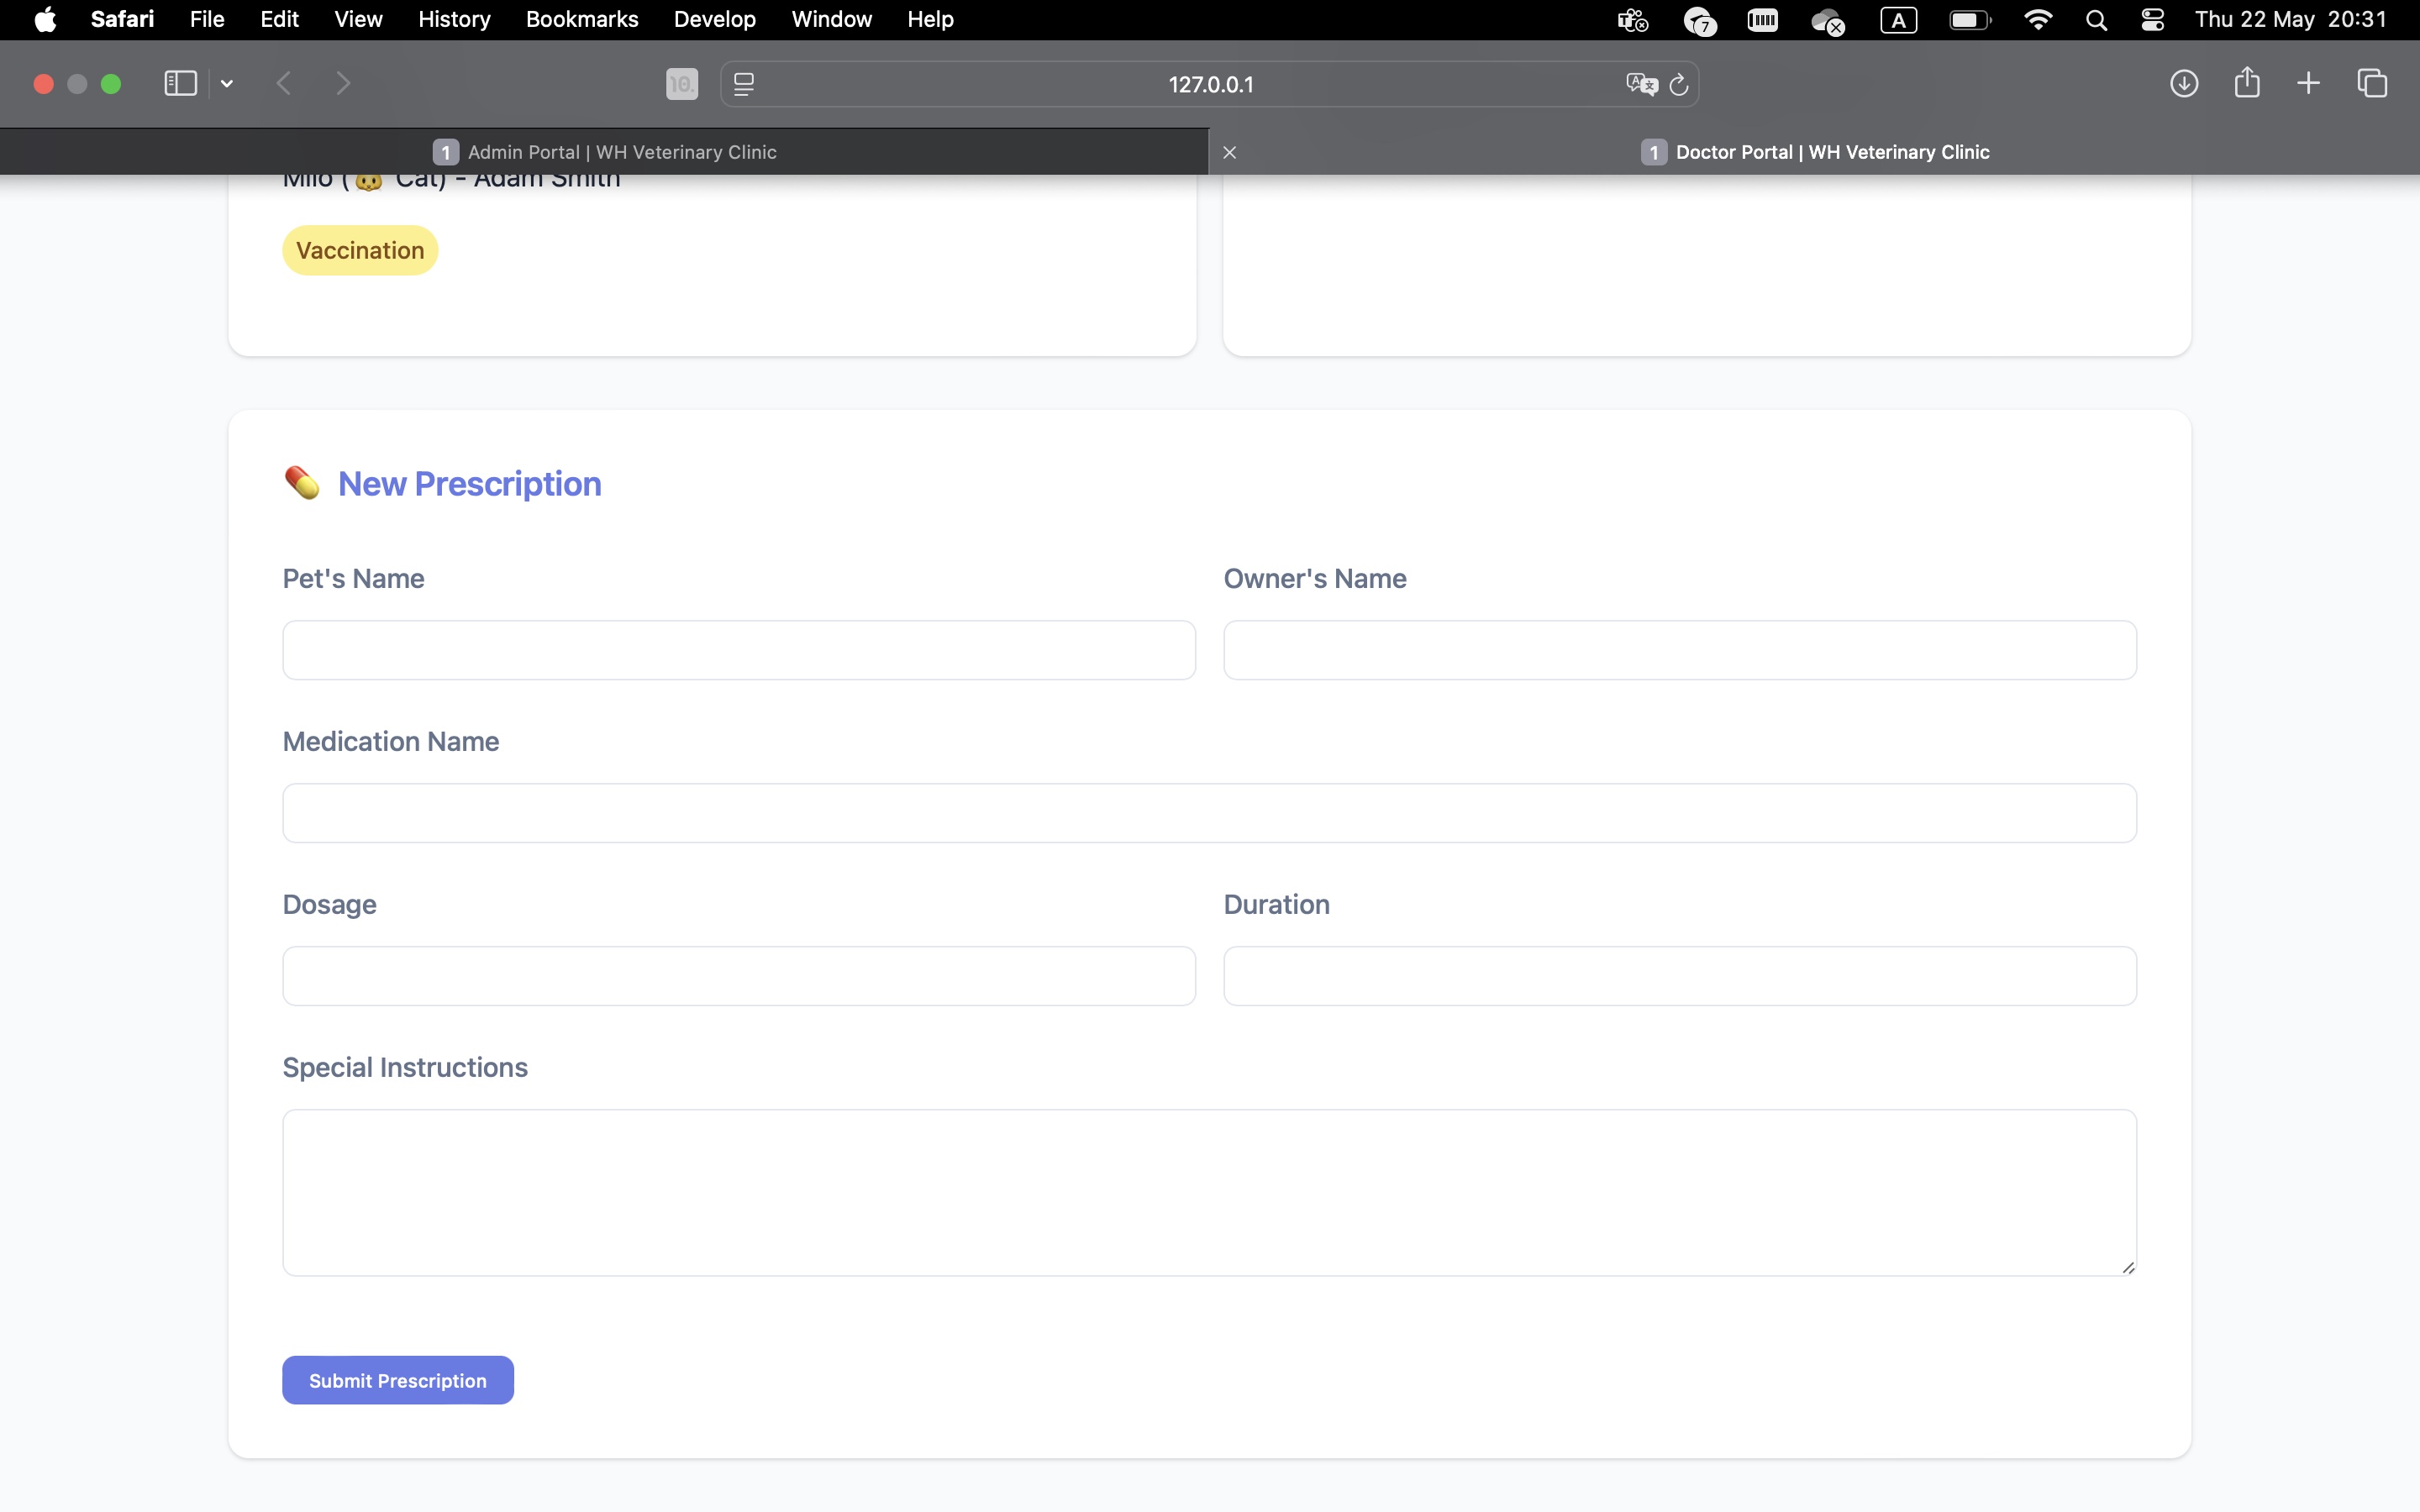 Safari File Edit View History Bookmarks Develop Window Help 7 A Thu 22 May 20:31
10. 127.0.0.1
1 Admin Portal | WH Veterinary Clinic
1 Doctor Portal | WH Veterinary Clinic
Milo (🐱 Cat) - Adam Smith
Vaccination
💊 New Prescription
Pet's Name
Owner's Name
Medication Name
Dosage
Duration
Special Instructions
Submit Prescription